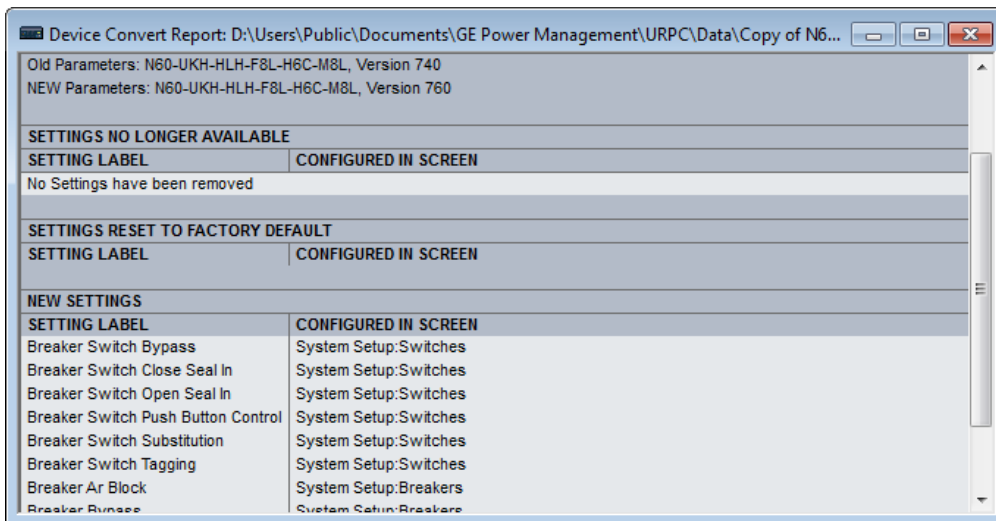 Device Convert Report: D:\Users\Public\Documents\GE Power Management\URPC\Data\Copy of N6...
Old Parameters: N60-UKH-HLH-F8L-H6C-M8L, Version 740
NEW Parameters: N60-UKH-HLH-F8L-H6C-M8L, Version 760
SETTINGS NO LONGER AVAILABLE
SETTING LABEL CONFIGURED IN SCREEN
No Settings have been removed
SETTINGS RESET TO FACTORY DEFAULT
SETTING LABEL CONFIGURED IN SCREEN
NEW SETTINGS
SETTING LABEL CONFIGURED IN SCREEN
Breaker Switch Bypass System Setup:Switches
Breaker Switch Close Seal In System Setup:Switches
Breaker Switch Open Seal In System Setup:Switches
Breaker Switch Push Button Control System Setup:Switches
Breaker Switch Substitution System Setup:Switches
Breaker Switch Tagging System Setup:Switches
Breaker Ar Block System Setup:Breakers
Breaker Bypass System Setup:Breakers